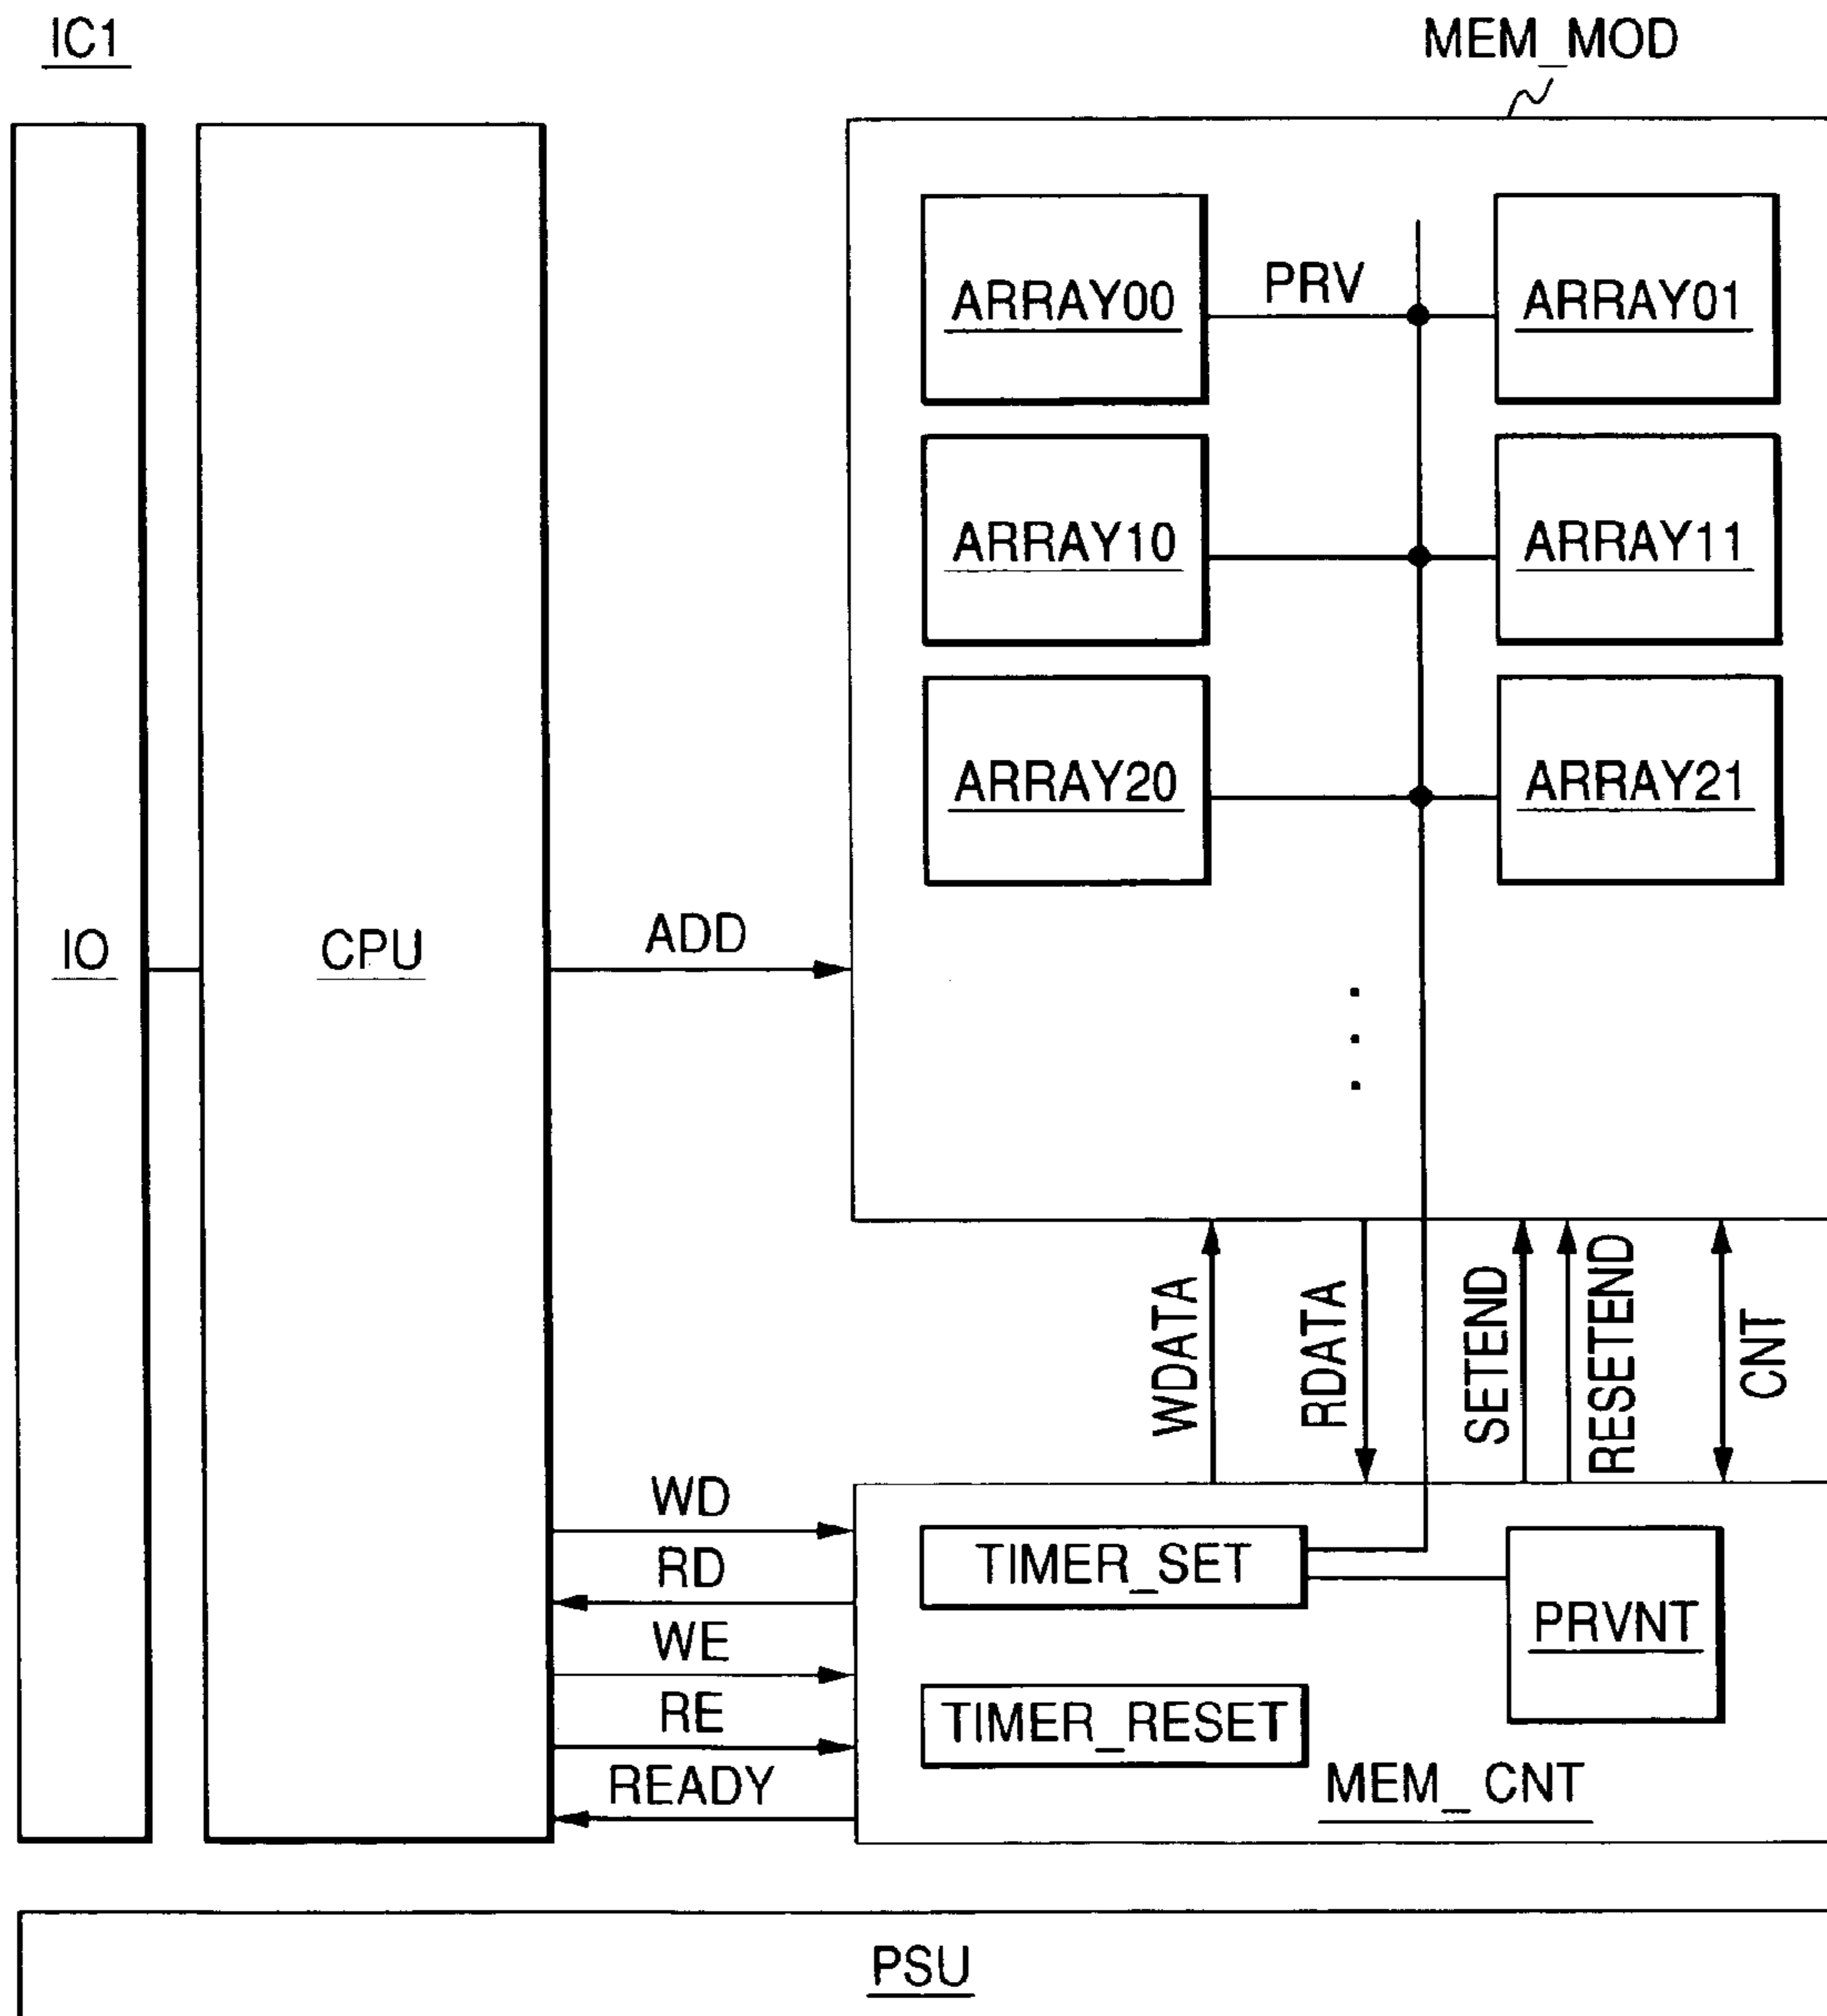 IC1
MEM_MOD
ARRAY00
PRV
ARRAY01
ARRAY10
ARRAY11
ARRAY20
ARRAY21
IO
CPU
ADD
WDATA
RDATA
SETEND
RESETEND
CNT
WD
RD
WE
RE
READY
TIMER_SET
PRVNT
TIMER_RESET
MEM_CNT
PSU